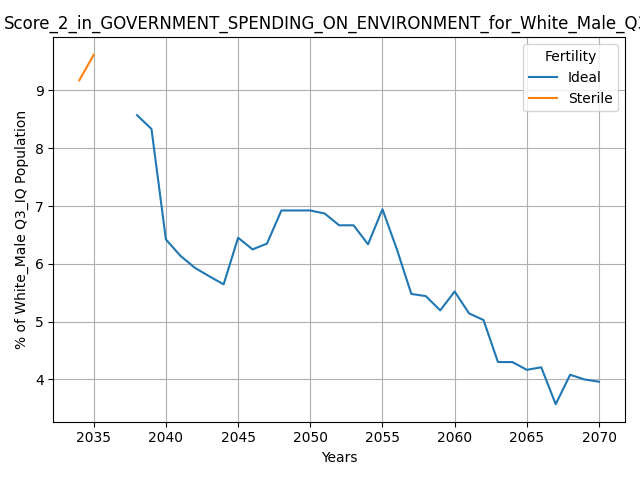 Score_2_in_GOVERNMENT_SPENDING_ON_ENVIRONMENT_for_White_Male_Q3
Fertility
Ideal
Sterile
% of White_Male Q3_IQ Population
9
8
7
6
5
4
2035 2040 2045 2050 2055 2060 2065 2070
Years